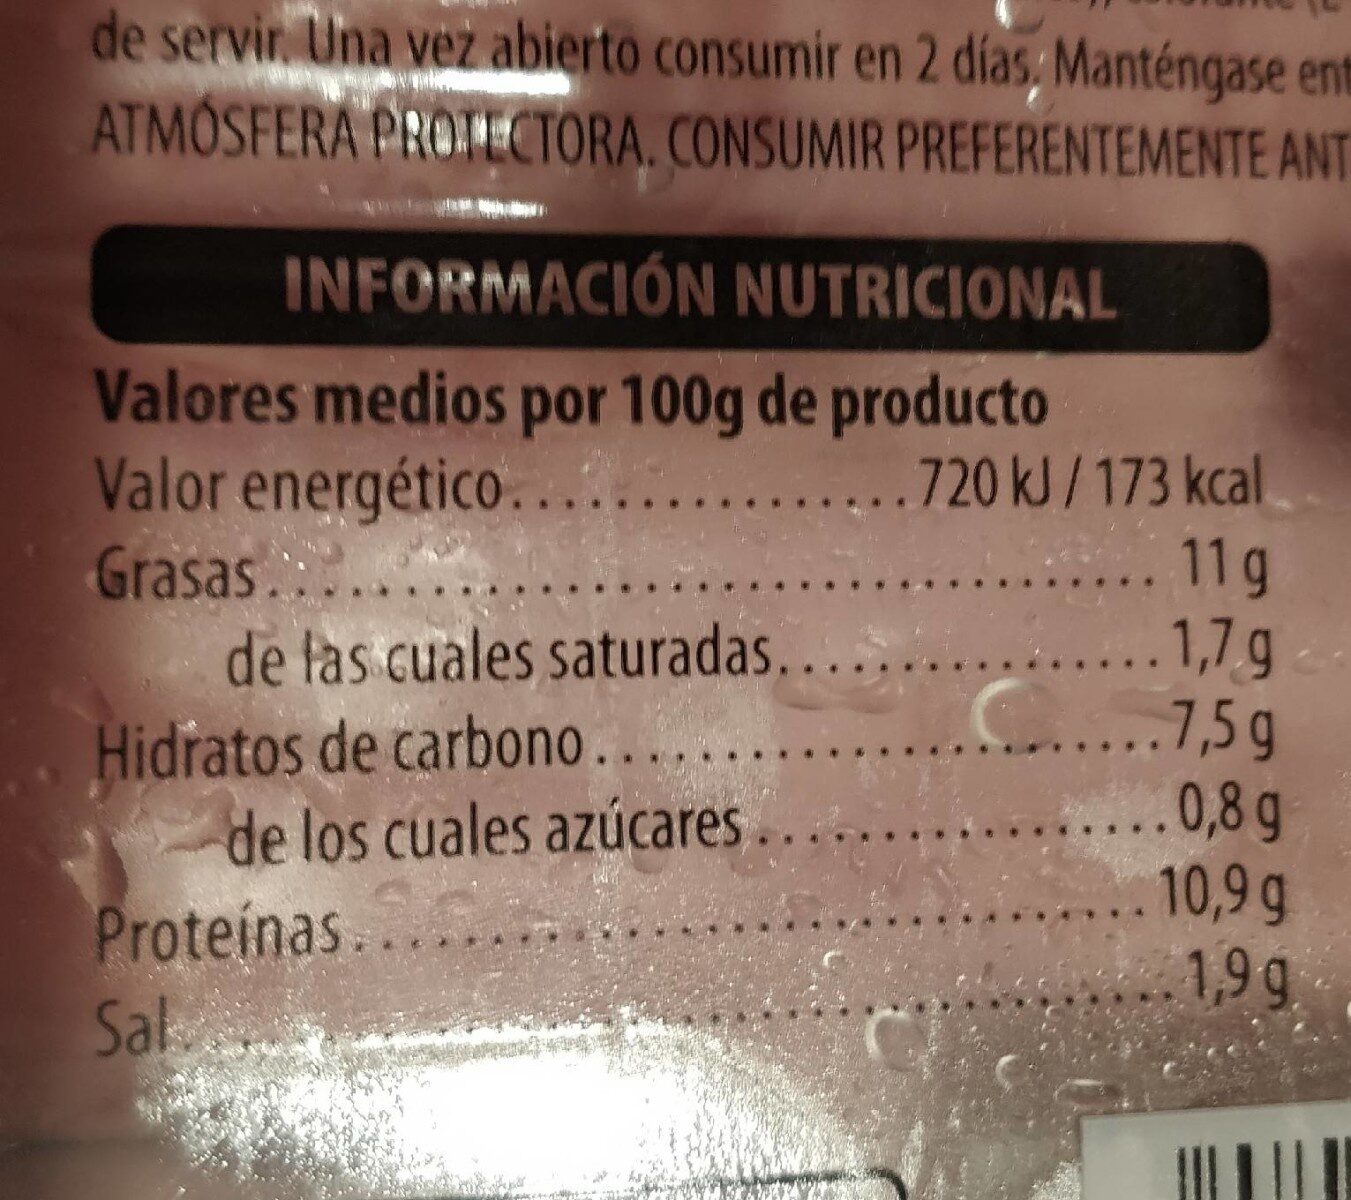 de servir. Una vez abierto consumir en 2 días. Manténgase ent
ATMÓSFERA PROTECTORA. CONSUMIR PREFERENTEMENTE ANT
INFORMACIÓN NUTRICIONAL
Valores medios por 100g de producto
Valor energético................720 kJ / 173 kcal
Grasas.................................... 11 g
de las cuales saturadas................. 1,7 g
Hidratos de carbono.........................7,5 g
de los cuales azúcares.................. 0,8 g
Proteínas................................ 10,9 g
Sal........................................ 1,9 g